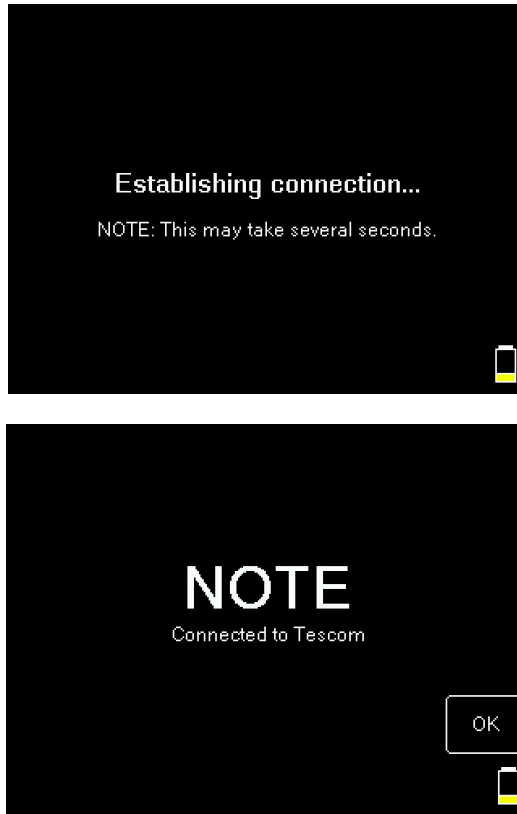 Establishing connection...
NOTE: This may take several seconds.
NOTE
Connected to Tescom
OK